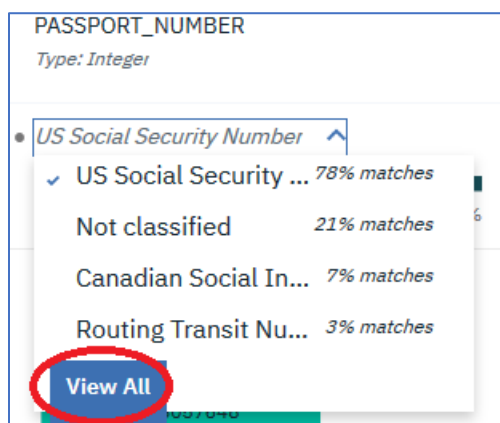 PASSPORT_NUMBER
Type: Integer
US Social Security Number
US Social Security ... 78% matches
Not classified 21% matches
Canadian Social In... 7% matches
Routing Transit Nu... 3% matches
View All